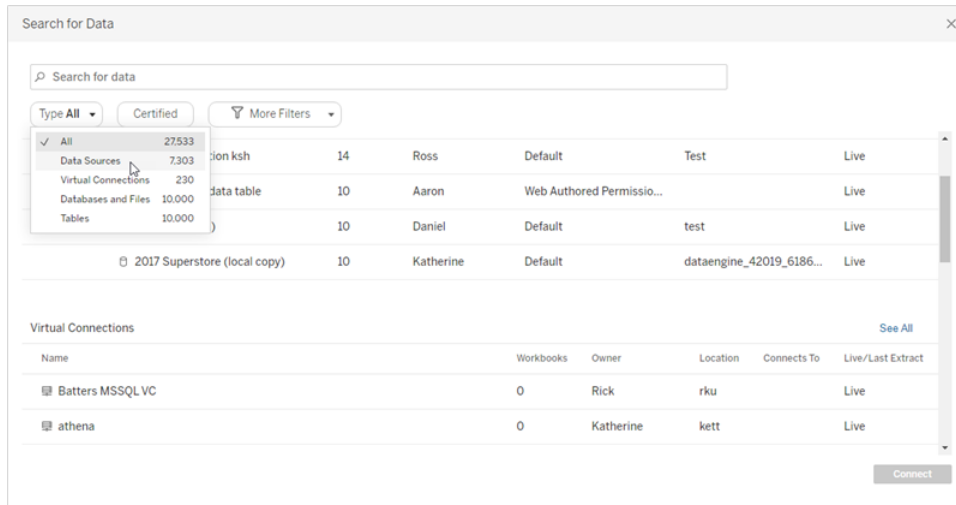 Search for Data
Search for data
Type All Certified More Filters
All 27,533
Data Sources 7,303
Virtual Connections 230
Databases and Files 10,000
Tables 10,000
tion ksh 14 Ross Default Test Live
data table 10 Aaron Web Authored Permissio... Live
) 10 Daniel Default test Live
2017 Superstore (local copy) 10 Katherine Default dataengine_42019_6186... Live
Virtual Connections See All
Name Workbooks Owner Location Connects To Live/Last Extract
Batters MSSQL VC 0 Rick rku Live
athena 0 Katherine kett Live
Connect